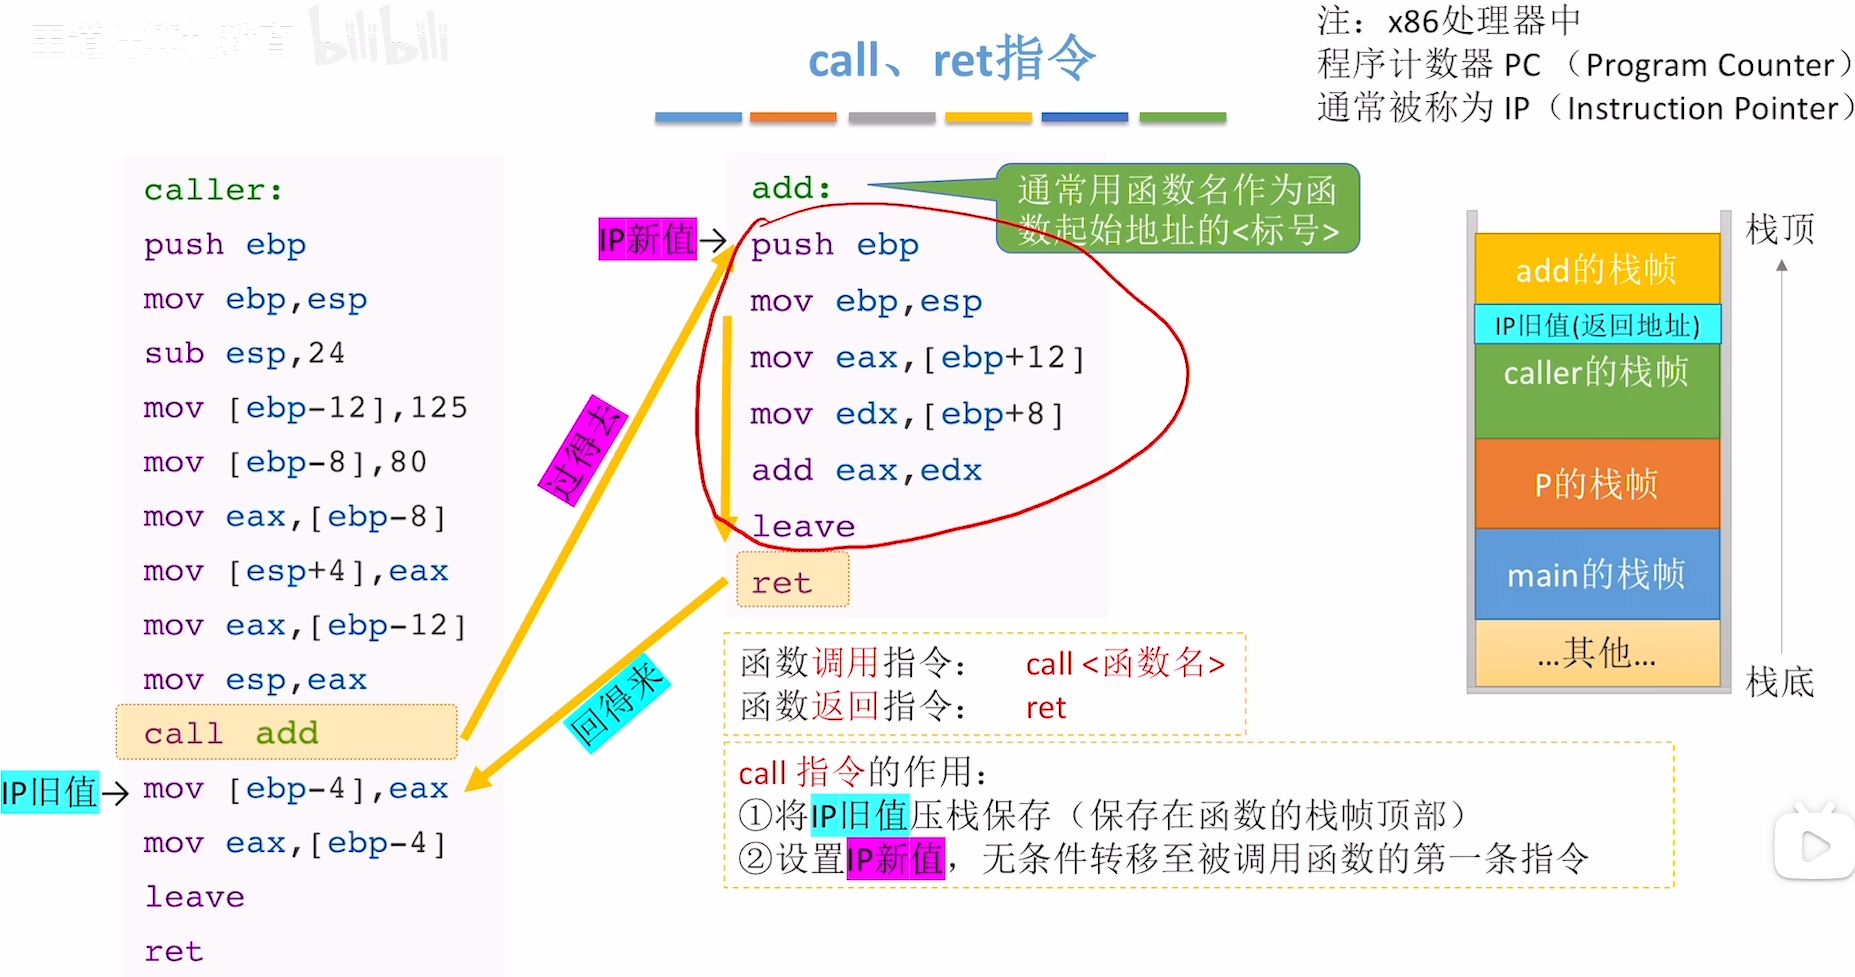 bilibili
call、ret指令
注：x86处理器中
程序计数器 PC （Program Counter）
通常被称为 IP（Instruction Pointer）
caller:
push ebp
mov ebp,esp
sub esp,24
mov [ebp-12],125
mov [ebp-8],80
mov eax,[ebp-8]
mov [esp+4],eax
mov eax,[ebp-12]
mov esp,eax
call add
IP旧值→
mov [ebp-4],eax
mov eax,[ebp-4]
leave
ret
过得去
回得来
add:
通常用函数名作为函
数起始地址的<标号>
IP新值→
push ebp
mov ebp,esp
mov eax,[ebp+12]
mov edx,[ebp+8]
add eax,edx
leave
ret
函数调用指令： call <函数名>
函数返回指令： ret
call 指令的作用：
①将IP旧值压栈保存（保存在函数的栈帧顶部）
②设置IP新值，无条件转移至被调用函数的第一条指令
栈顶
add的栈帧
IP旧值(返回地址)
caller的栈帧
P的栈帧
main的栈帧
...其他...
栈底